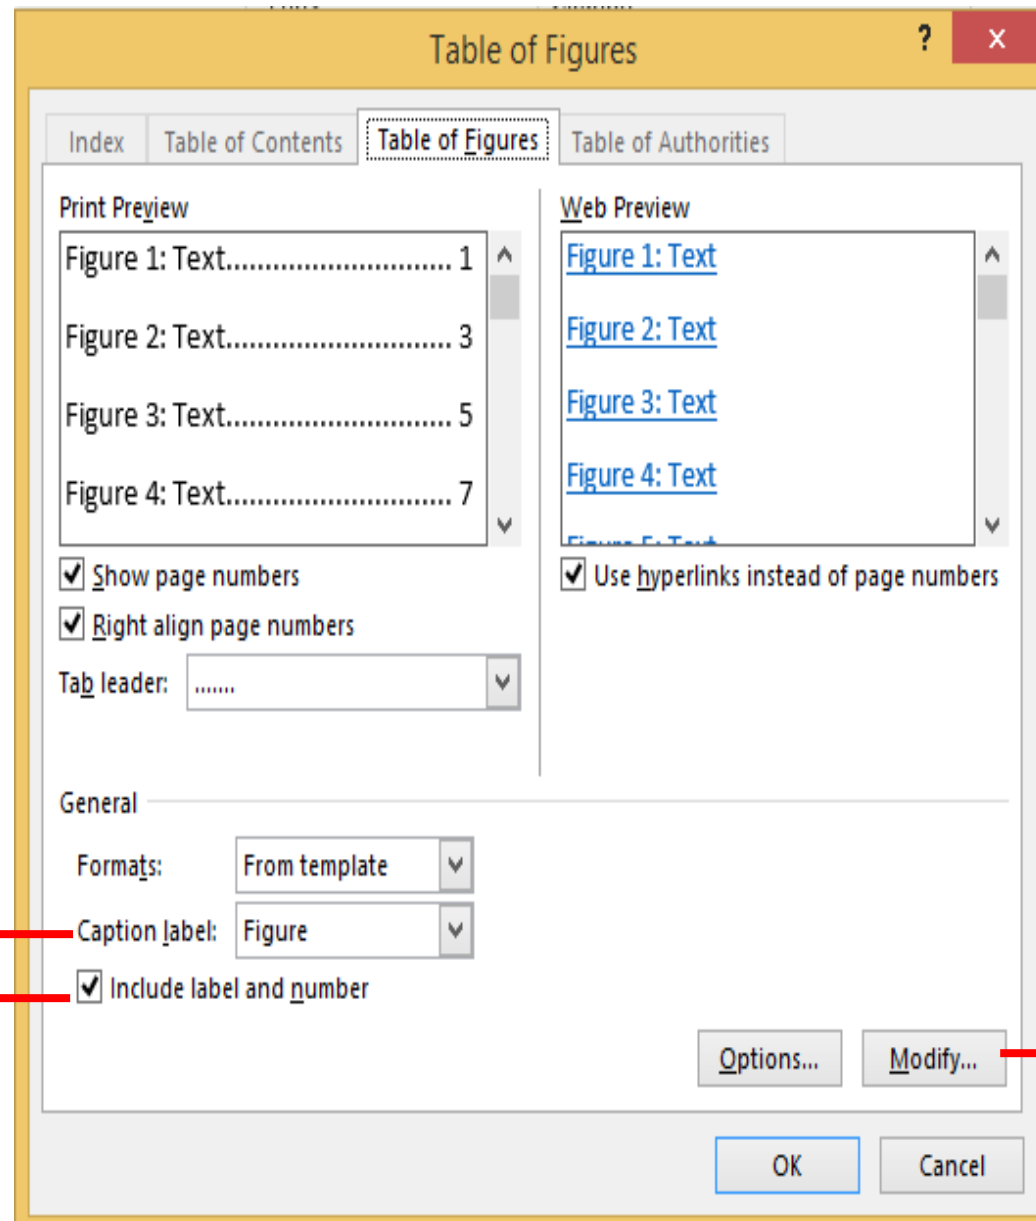 Table of Figures
? x
Index Table of Contents Table of Figures Table of Authorities
Print Preview
Figure 1: Text............................. 1
Figure 2: Text............................. 3
Figure 3: Text............................. 5
Figure 4: Text............................. 7
Show page numbers
Right align page numbers
Tab leader: .......
Web Preview
Figure 1: Text
Figure 2: Text
Figure 3: Text
Figure 4: Text
Figure 5: Text
Use hyperlinks instead of page numbers
General
Formats: From template
Caption label: Figure
Include label and number
Options... Modify...
OK Cancel